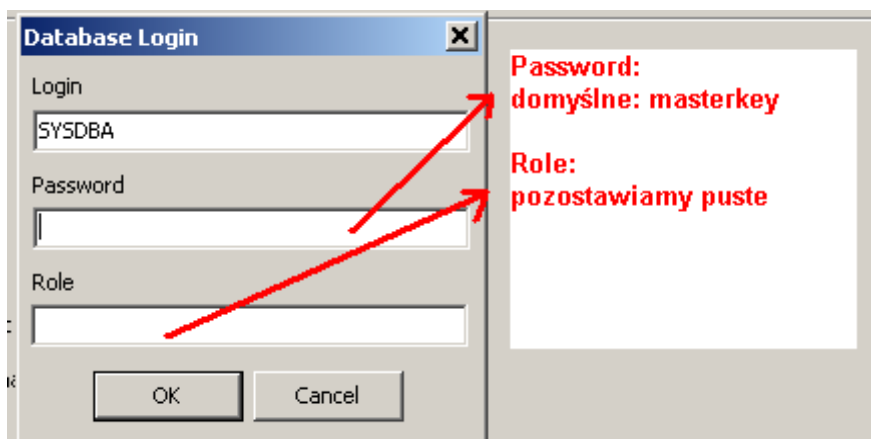 Database Login
Login
SYSDBA
Password
Role
OK
Cancel
Password:
domyślne: masterkey
Role:
pozostawiamy puste